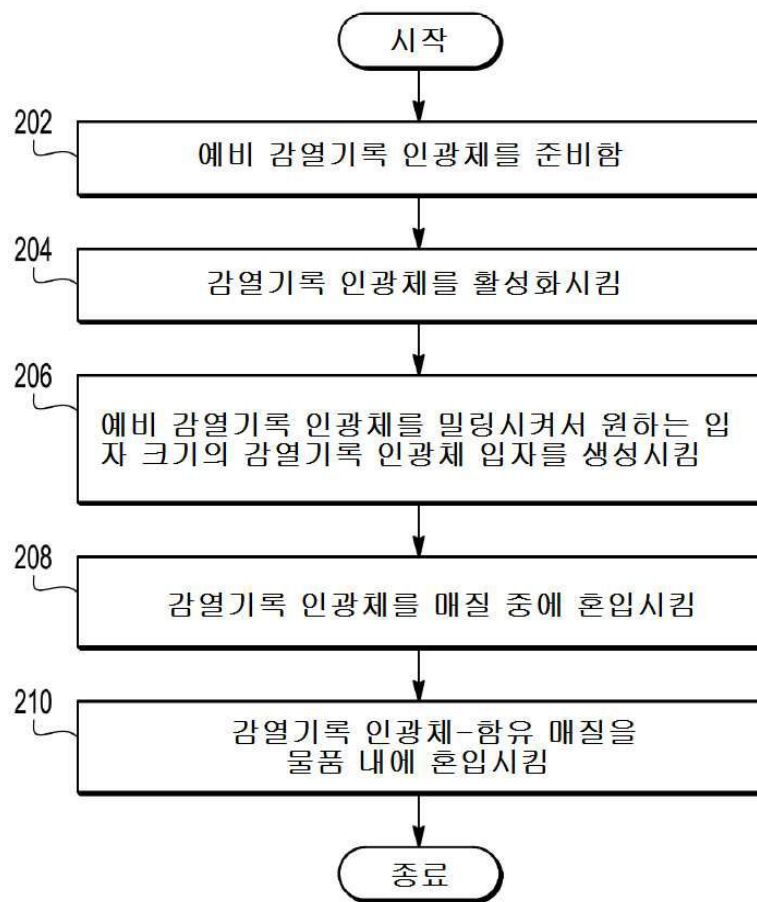 시작
202
예비 감열기록 인광체를 준비함
204
감열기록 인광체를 활성화시킴
206
예비 감열기록 인광체를 밀링시켜서 원하는 입
자 크기의 감열기록 인광체 입자를 생성시킴
208
감열기록 인광체를 매질 중에 혼입시킴
210
감열기록 인광체-함유 매질을
물품 내에 혼입시킴
종료